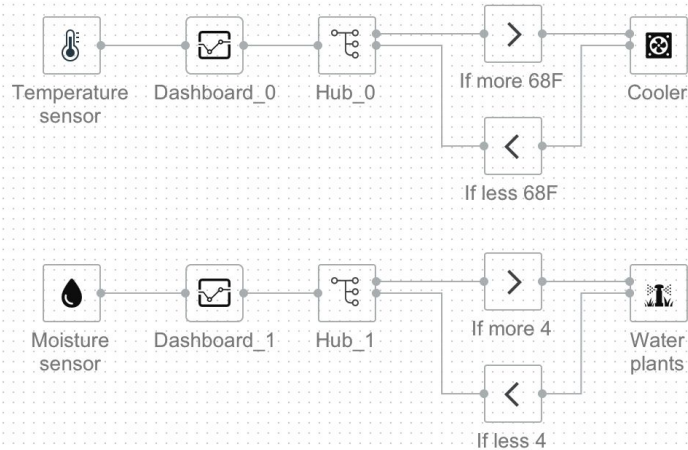 Temperature
sensor
Dashboard_0
Hub_0
If more 68F
Cooler
If less 68F
Moisture
sensor
Dashboard_1
Hub_1
If more 4
Water
plants
If less 4